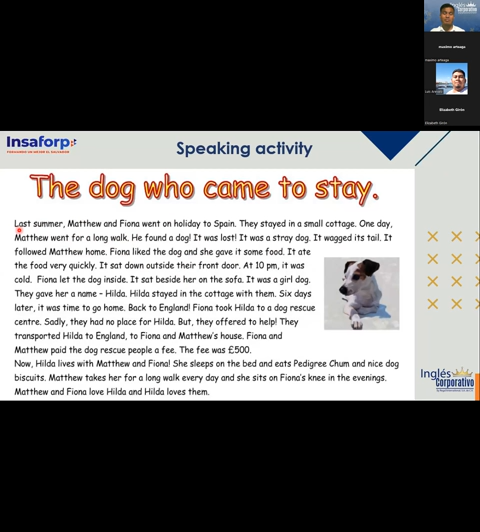 Inglés
Corporativo
maximo arteaga
maximo arteaga
Elizabeth Girón
Elizabeth Girón
Insaforp
Speaking activity
The dog who came to stay.
Last summer, Matthew and Fiona went on holiday to Spain. They stayed in a small cottage. One day,
Matthew went for a long walk. He found a dog! It was lost! It was a stray dog. It wagged its tail. It
followed Matthew home. Fiona liked the dog and she gave it some food. It ate
the food very quickly. It sat down outside their front door. At 10 pm, it was
cold. Fiona let the dog inside. It sat beside her on the sofa. It was a girl dog.
They gave her a name – Hilda. Hilda stayed in the cottage with them. Six days
later, it was time to go home. Back to England! Fiona took Hilda to a dog rescue
centre. Sadly, they had no place for Hilda. But, they offered to help! They
transported Hilda to England, to Fiona and Matthew's house. Fiona and
Matthew paid the dog rescue people a fee. The fee was £500.
Now, Hilda lives with Matthew and Fiona! She sleeps on the bed and eats Pedigree Chum and nice dog
biscuits. Matthew takes her for a long walk every day and she sits on Fiona's knee in the evenings.
Matthew and Fiona love Hilda and Hilda loves them.
Inglés
Corporativo